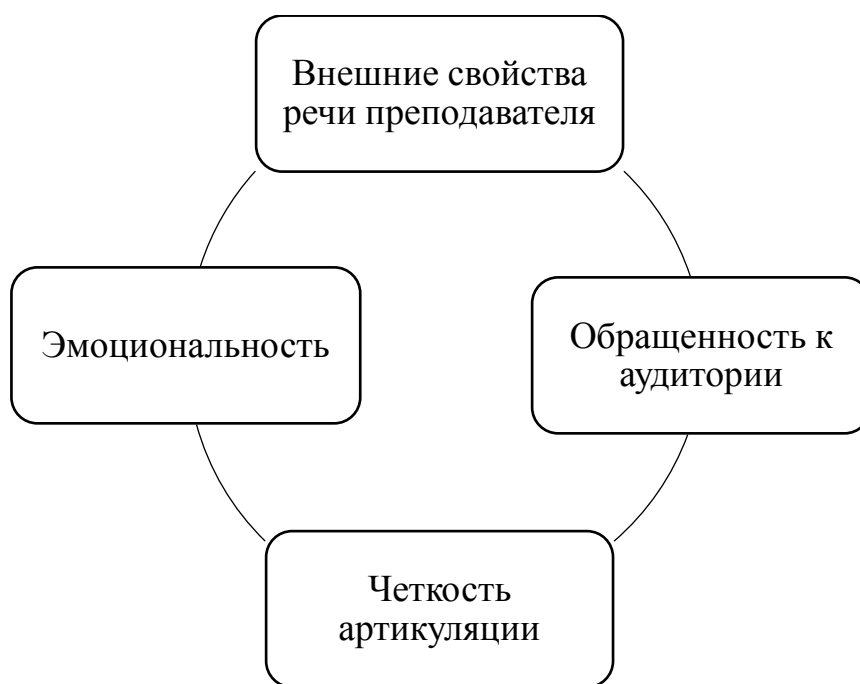 Внешние свойства
речи преподавателя
Эмоциональность
Обращенность к
аудитории
Четкость
артикуляции